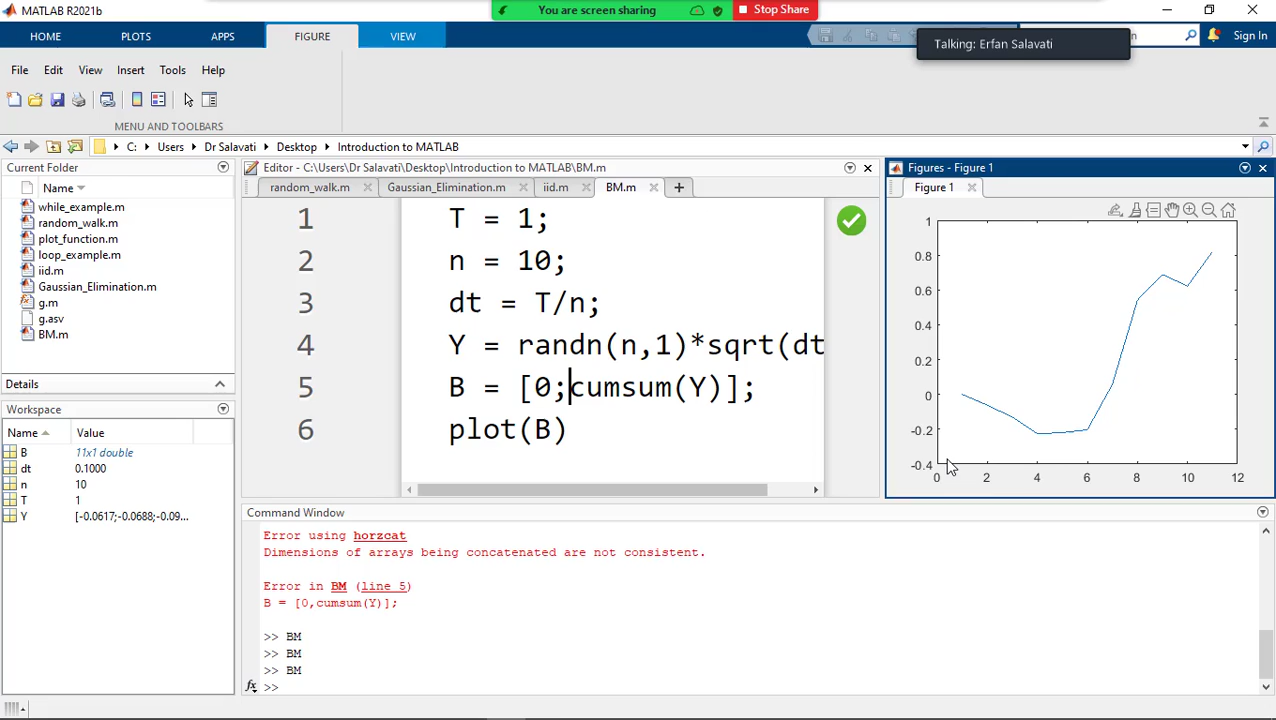 MATLAB R2021b
You are screen sharing
Stop Share
HOME PLOTS APPS FIGURE VIEW
Talking: Erfan Salavati
n
Sign In
File Edit View Insert Tools Help
MENU AND TOOLBARS
C: Users Dr Salavati Desktop Introduction to MATLAB
Current Folder
Name
while_example.m
random_walk.m
plot_function.m
loop_example.m
iid.m
Gaussian_Elimination.m
g.m
g.asv
BM.m
Details
Workspace
Name Value
B 11x1 double
dt 0.1000
n 10
T 1
Y [-0.0617;-0.0688;-0.09...
Editor - C:\Users\Dr Salavati\Desktop\Introduction to MATLAB\BM.m
random_walk.m Gaussian_Elimination.m iid.m BM.m
1 T = 1;
2 n = 10;
3 dt = T/n;
4 Y = randn(n,1)*sqrt(dt
5 B = [0;cumsum(Y)];
6 plot(B)
Figures - Figure 1
Figure 1
1
0.8
0.6
0.4
0.2
0
-0.2
-0.4
0 2 4 6 8 10 12
Command Window
Error using horzcat
Dimensions of arrays being concatenated are not consistent.
Error in BM (line 5)
B = [0,cumsum(Y)];
>> BM
>> BM
>> BM
fx >>